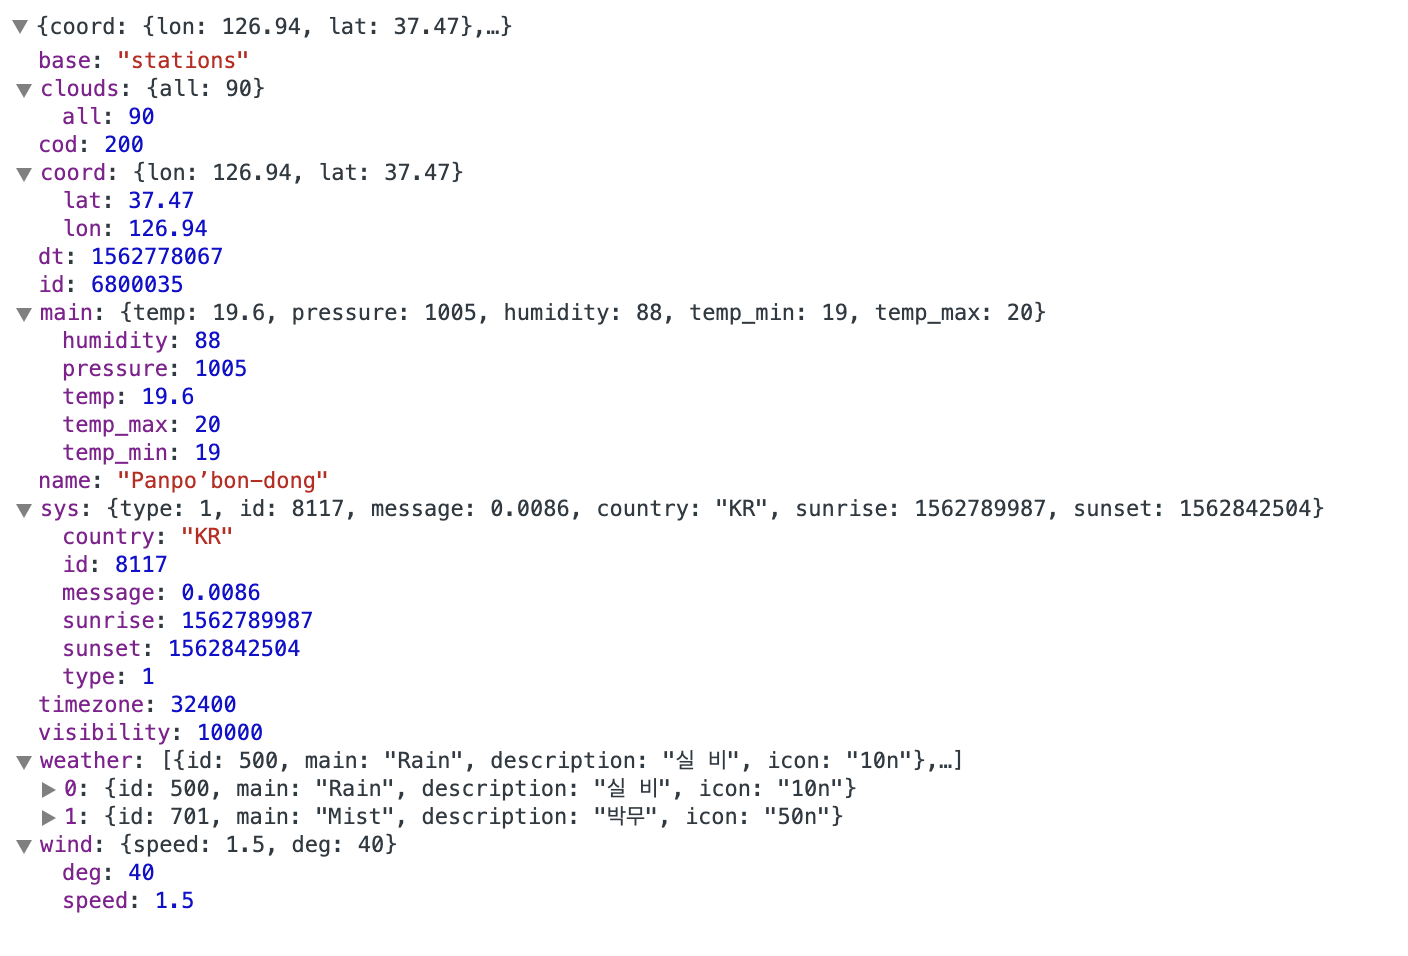 {coord: {lon: 126.94, lat: 37.47},…}
base: "stations"
clouds: {all: 90}
all: 90
cod: 200
coord: {lon: 126.94, lat: 37.47}
lat: 37.47
lon: 126.94
dt: 1562778067
id: 6800035
main: {temp: 19.6, pressure: 1005, humidity: 88, temp_min: 19, temp_max: 20}
humidity: 88
pressure: 1005
temp: 19.6
temp_max: 20
temp_min: 19
name: "Panpo’bon-dong"
sys: {type: 1, id: 8117, message: 0.0086, country: "KR", sunrise: 1562789987, sunset: 1562842504}
country: "KR"
id: 8117
message: 0.0086
sunrise: 1562789987
sunset: 1562842504
type: 1
timezone: 32400
visibility: 10000
weather: [{id: 500, main: "Rain", description: "실 비", icon: "10n"},…]
0: {id: 500, main: "Rain", description: "실 비", icon: "10n"}
1: {id: 701, main: "Mist", description: "박무", icon: "50n"}
wind: {speed: 1.5, deg: 40}
deg: 40
speed: 1.5